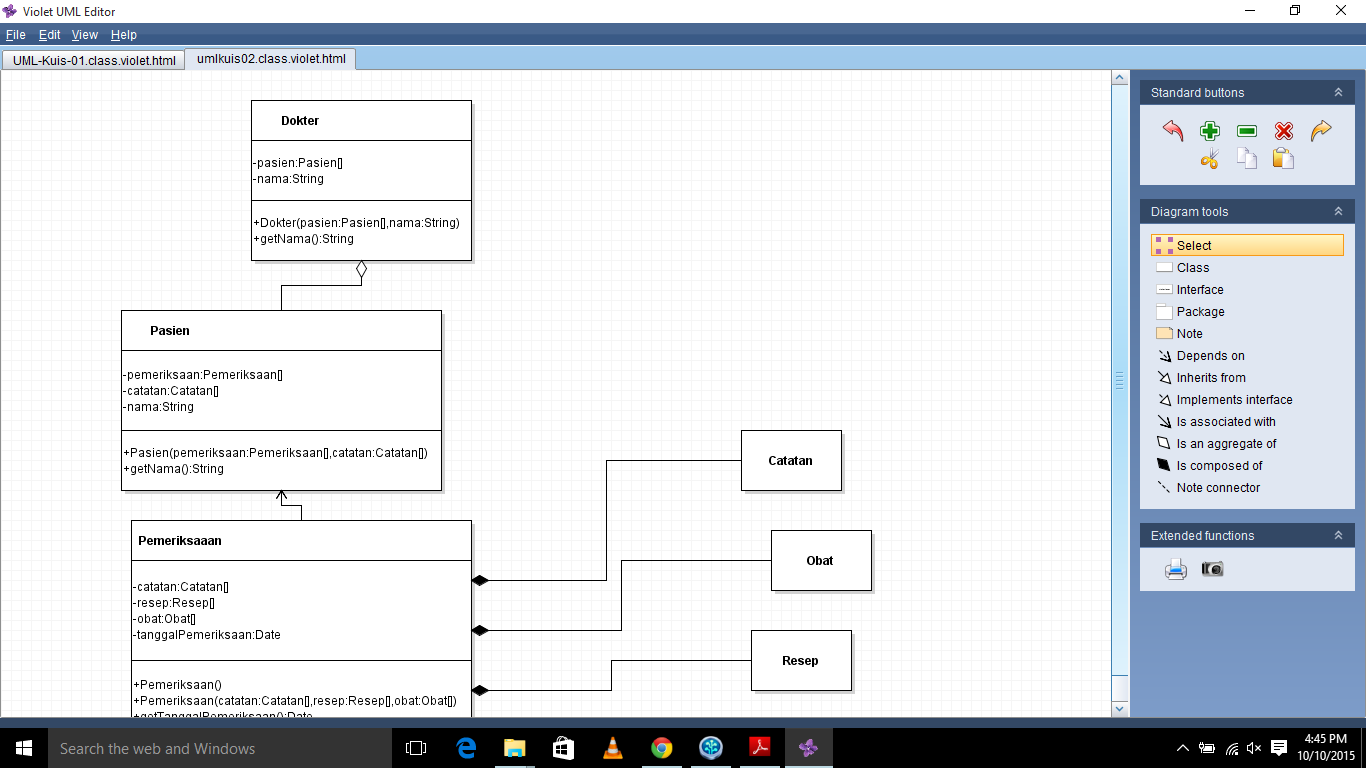 Violet UML Editor
File Edit View Help
UML-Kuis-01.class.violet.html
umlkuis02.class.violet.html
Dokter
-pasien:Pasien[]
-nama:String
+Dokter(pasien:Pasien[],nama:String)
+getNama():String
Pasien
-pemeriksaan:Pemeriksaan[]
-catatan:Catatan[]
-nama:String
+Pasien(pemeriksaan:Pemeriksaan[],catatan:Catatan[])
+getNama():String
Pemeriksaaan
-catatan:Catatan[]
-resep:Resep[]
-obat:Obat[]
-tanggalPemeriksaan:Date
+Pemeriksaan()
+Pemeriksaan(catatan:Catatan[],resep:Resep[],obat:Obat[])
+getTanggalPemeriksaan():Date
Catatan
Obat
Resep
Standard buttons
Diagram tools
Select
Class
Interface
Package
Note
Depends on
Inherits from
Implements interface
Is associated with
Is an aggregate of
Is composed of
Note connector
Extended functions
Search the web and Windows
4:45 PM
10/10/2015